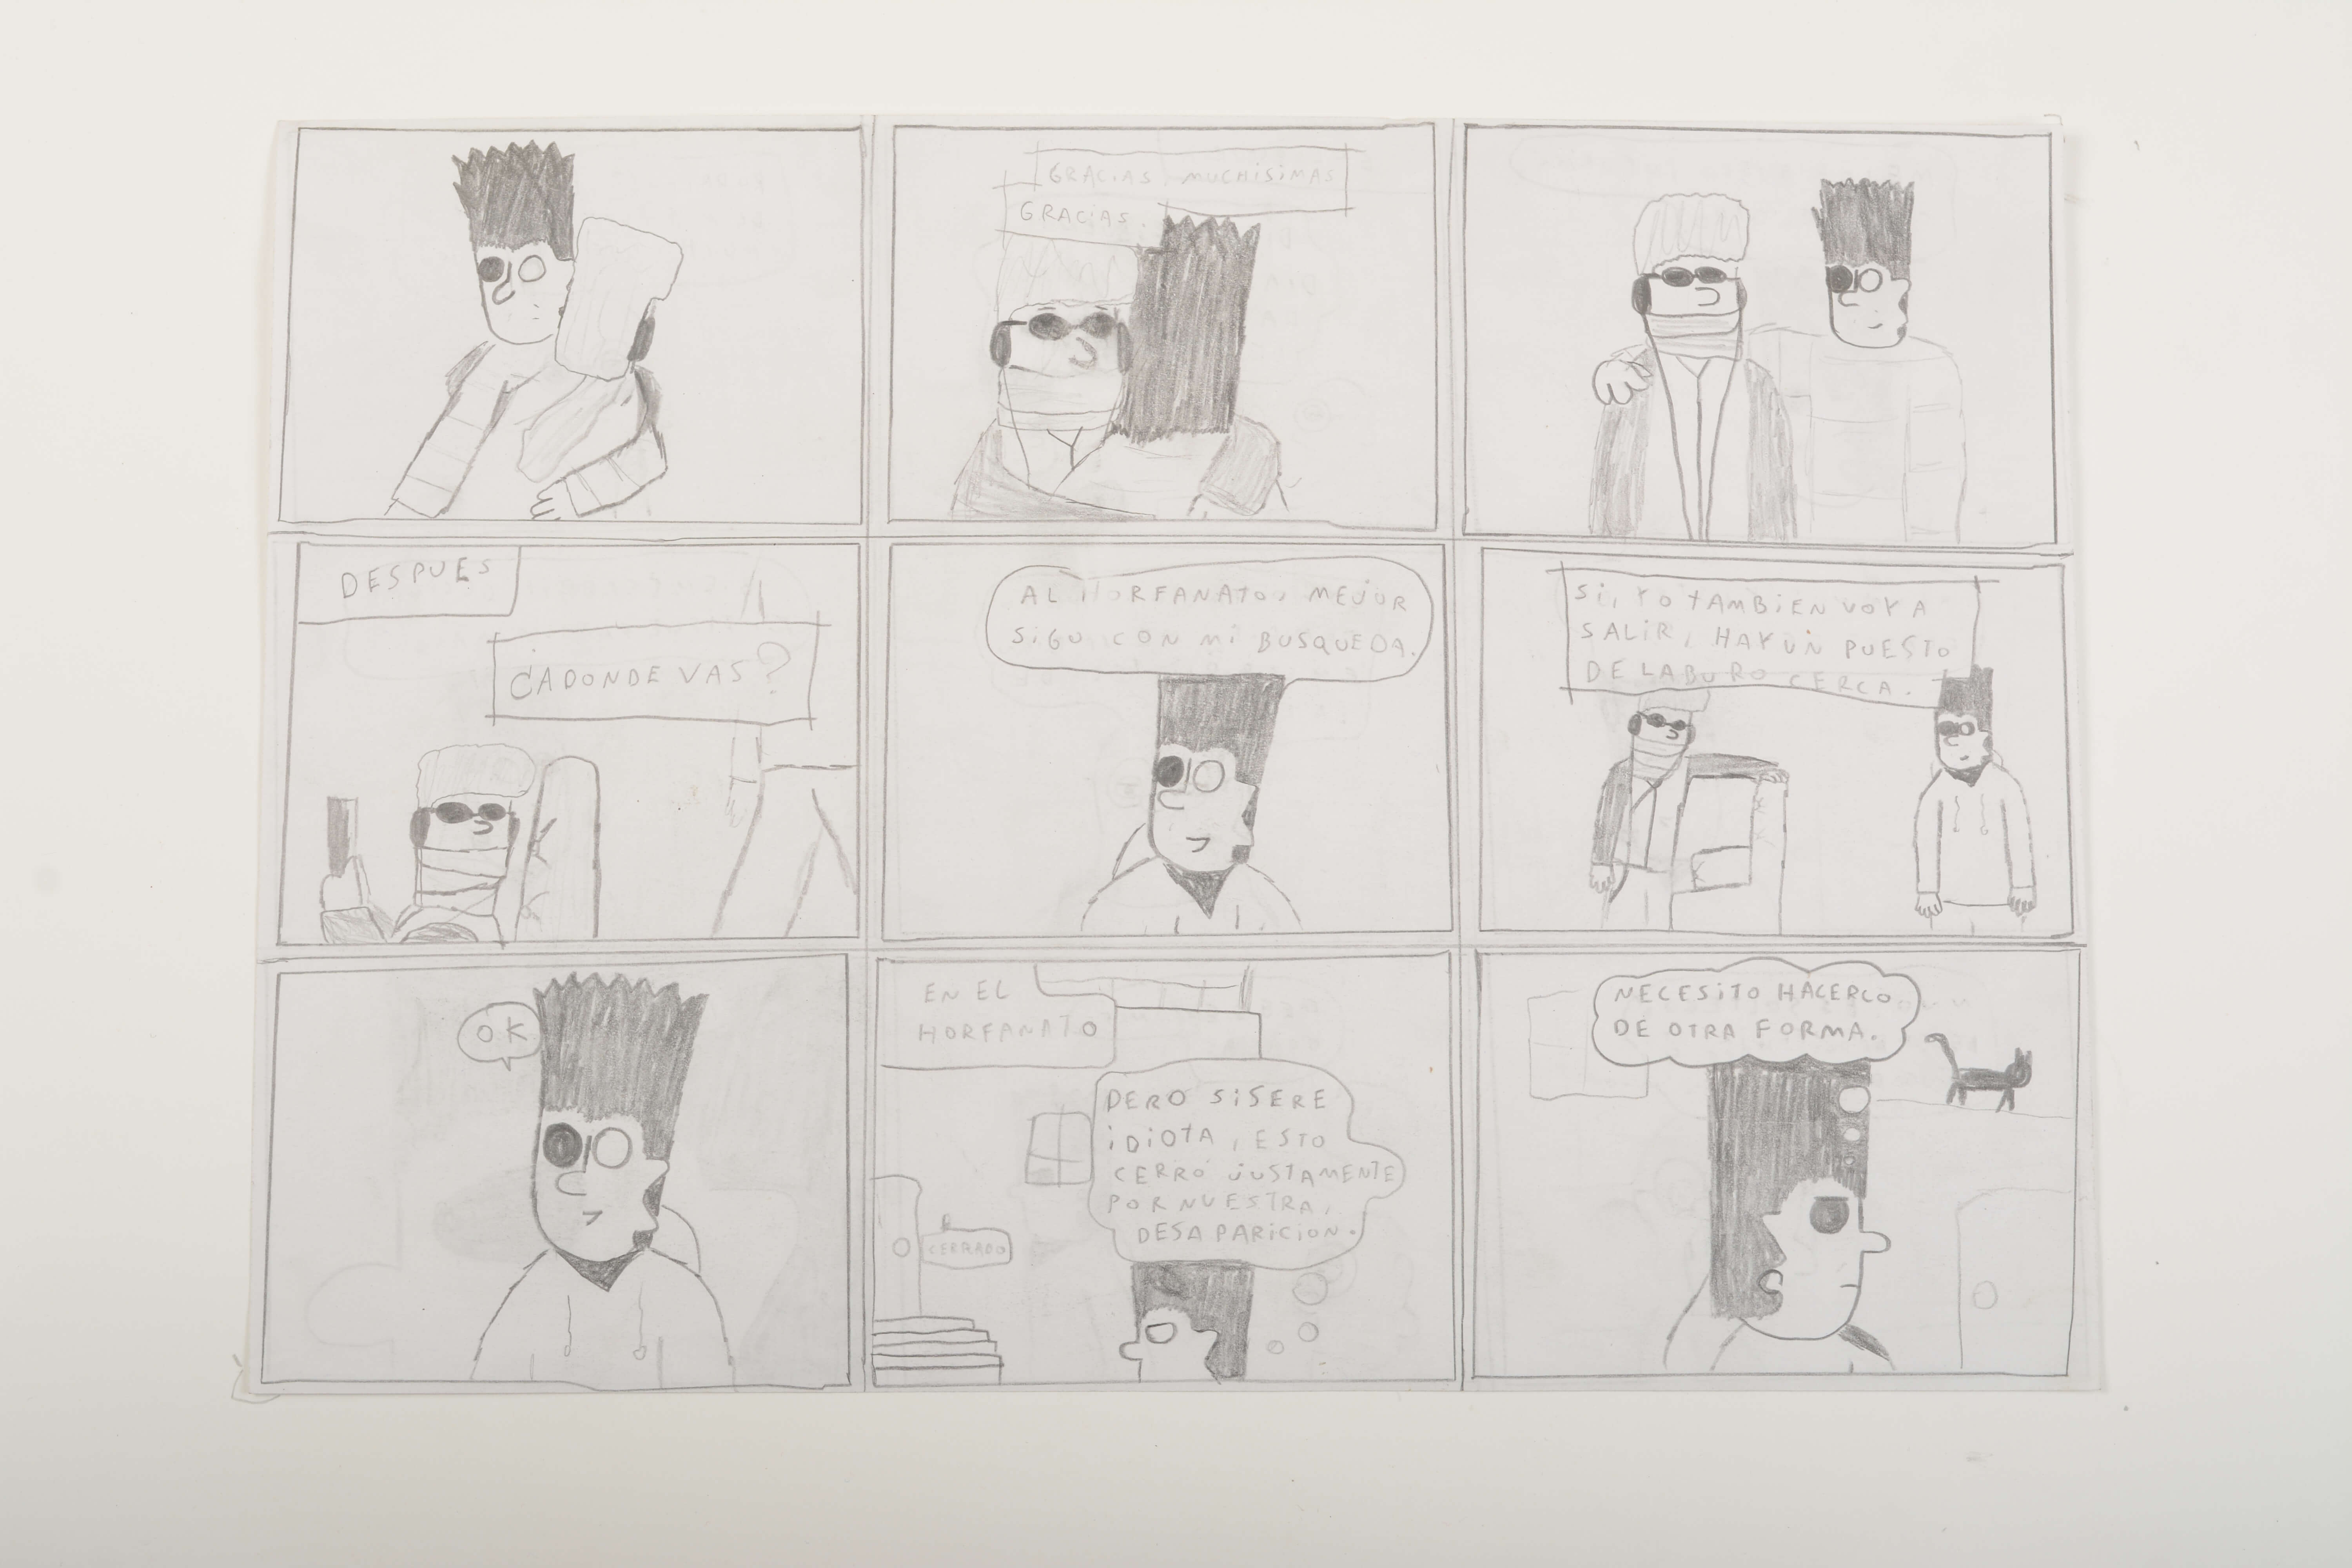 GRACIAS, MUCHISIMAS
GRACIAS.
DESPUES
¿ADONDE VAS?
AL HORFANATO, MEJOR
SIGO CON MI BUSQUEDA.
SI, YO TAMBIEN VOY A
SALIR, HAY UN PUESTO
DE LABURO CERCA.
OK
EN EL
HORFANATO
PERO SISERE
IDIOTA, ESTO
CERRÓ JUSTAMENTE
POR NUESTRA,
DESAPARICION.
CERRADO
NECESITO HACERLO
DE OTRA FORMA.